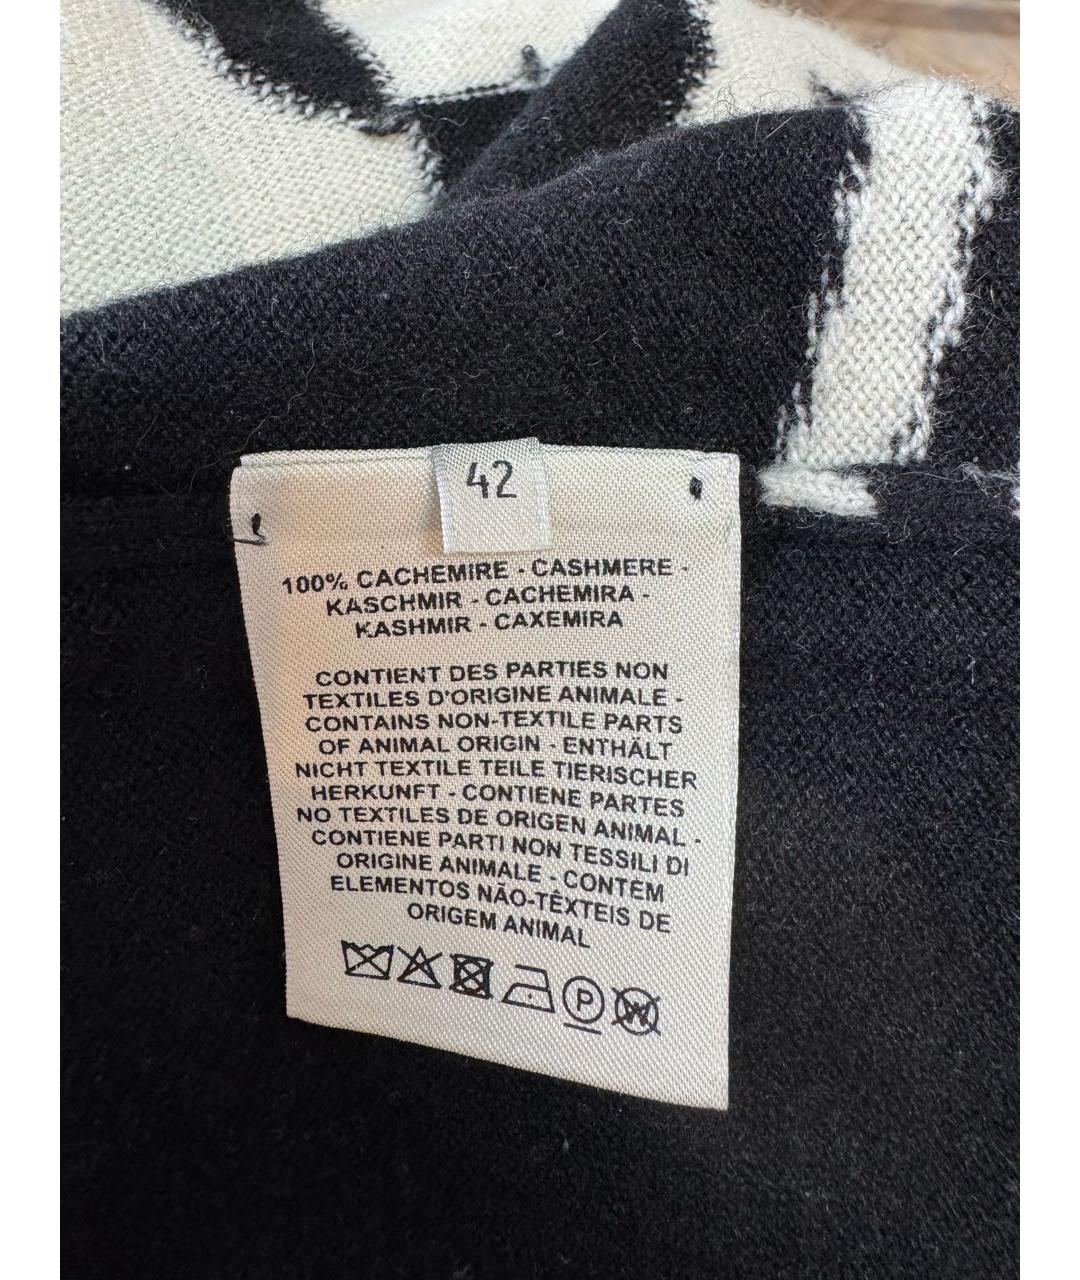 42
100% CACHEMIRE - CASHMERE -
KASCHMIR - CACHEMIRA -
KASHMIR - CAXEMIRA
CONTIENT DES PARTIES NON
TEXTILES D'ORIGINE ANIMALE -
CONTAINS NON-TEXTILE PARTS
OF ANIMAL ORIGIN - ENTHÄLT
NICHT TEXTILE TEILE TIERISCHER
HERKUNFT - CONTIENE PARTES
NO TEXTILES DE ORIGEN ANIMAL -
CONTIENE PARTI NON TESSILI DI
ORIGINE ANIMALE - CONTEM
ELEMENTOS NÃO-TÊXTEIS DE
ORIGEM ANIMAL
P W